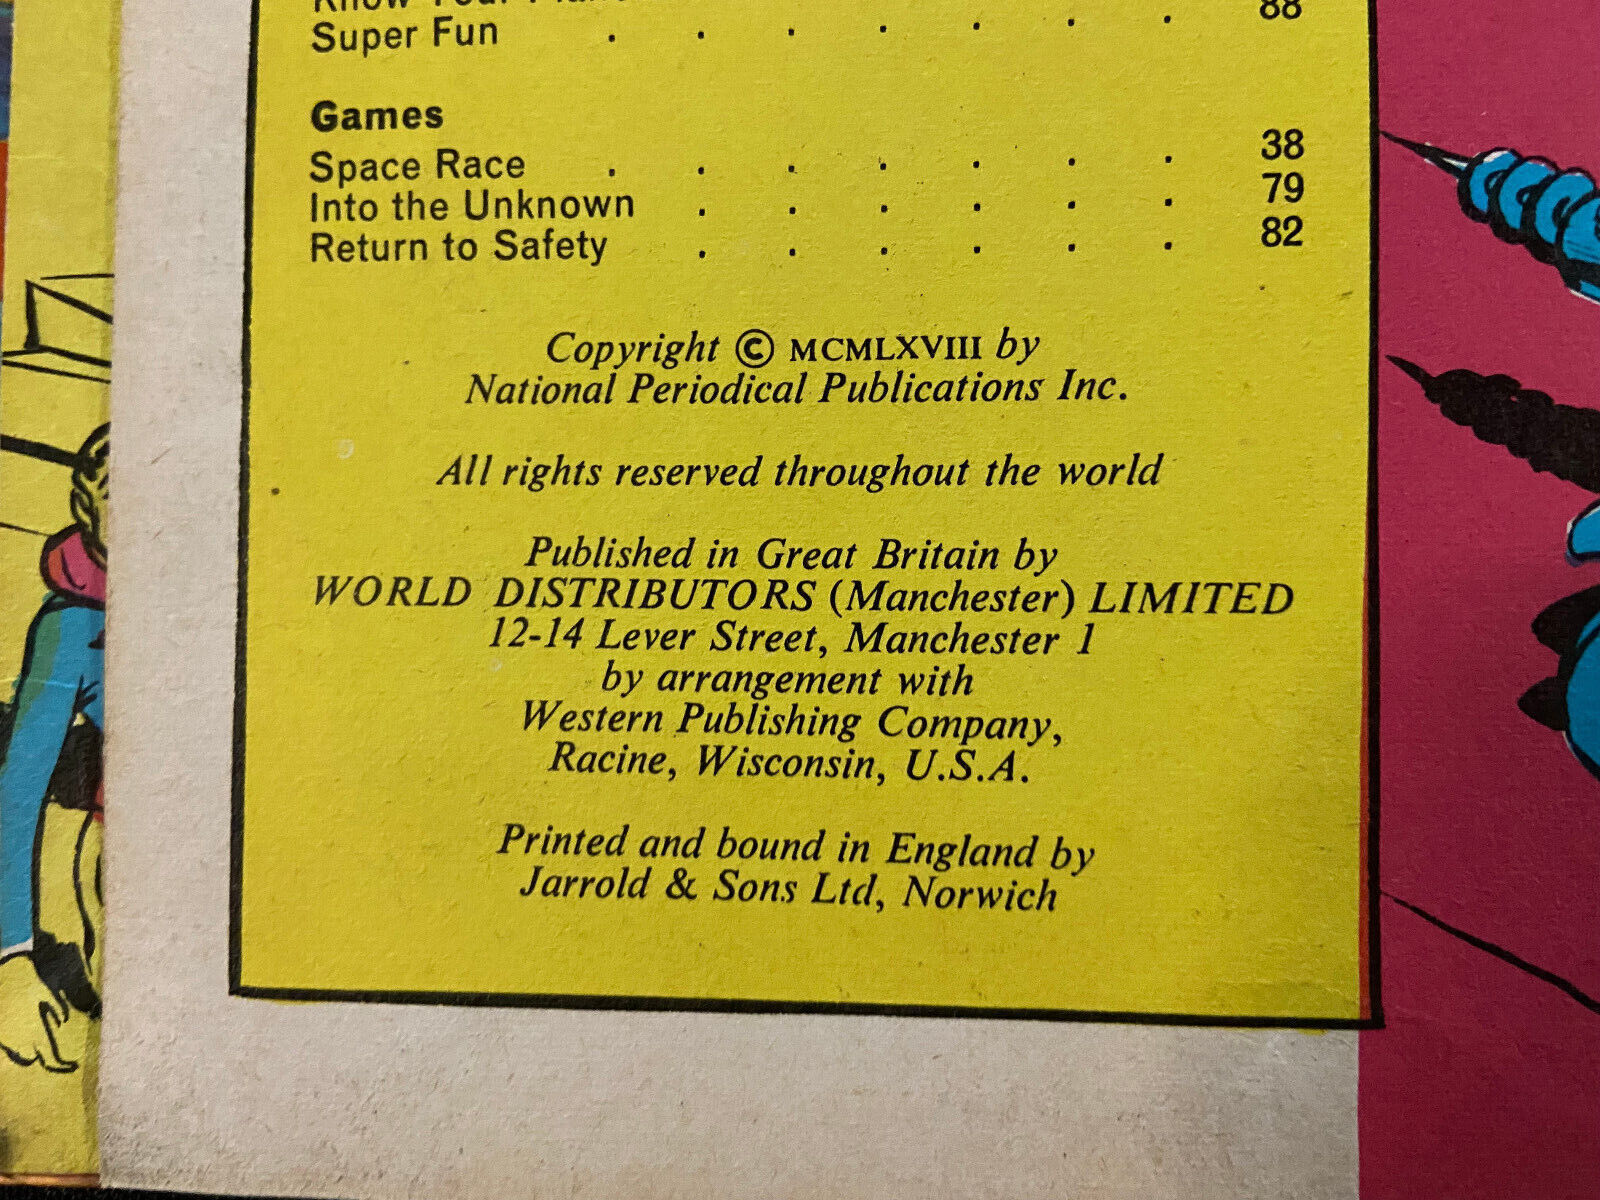 Know Your
88
Super Fun . . . . . . .
Games
Space Race . . . . . . . 38
Into the Unknown . . . . . . 79
Return to Safety . . . . . . 82
Copyright © MCMLXVIII by
National Periodical Publications Inc.
All rights reserved throughout the world
Published in Great Britain by
WORLD DISTRIBUTORS (Manchester) LIMITED
12-14 Lever Street, Manchester 1
by arrangement with
Western Publishing Company,
Racine, Wisconsin, U.S.A.
Printed and bound in England by
Jarrold & Sons Ltd, Norwich